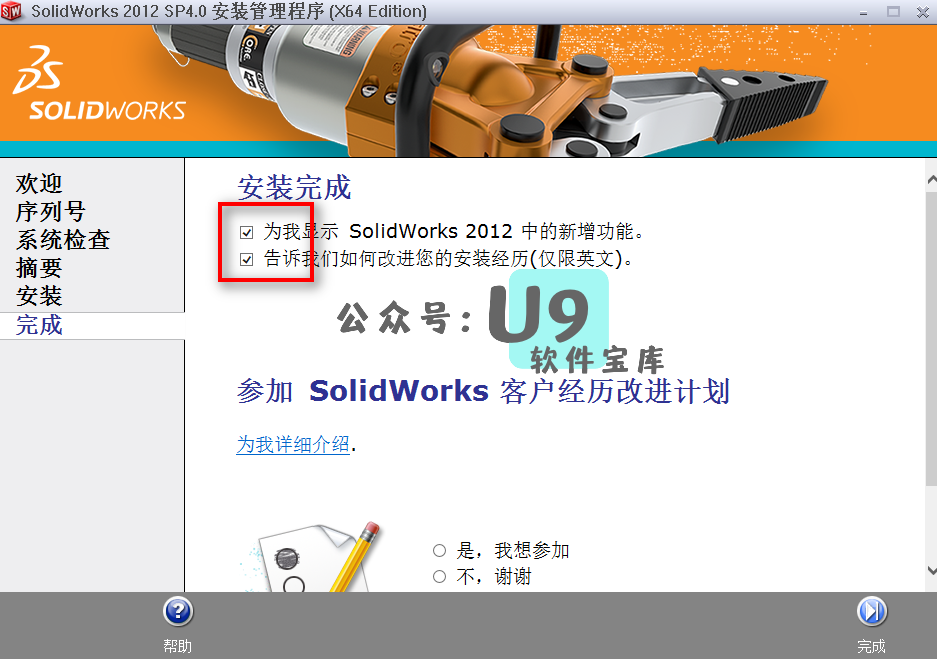 SolidWorks 2012 SP4.0 安装管理程序 (X64 Edition)
SOLIDWORKS
欢迎
序列号
系统检查
摘要
安装
完成
安装完成
为我显示 SolidWorks 2012 中的新增功能。
告诉我们如何改进您的安装经历(仅限英文)。
公众号:U9
软件宝库
参加 SolidWorks 客户经历改进计划
为我详细介绍.
是，我想参加
不，谢谢
帮助
完成